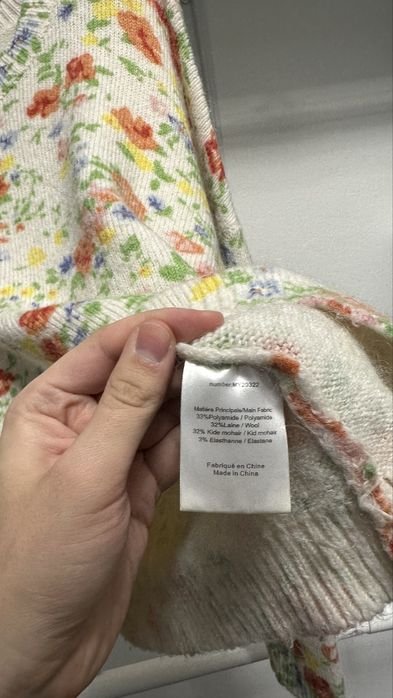 number:MY20322
Matière Principale/Main Fabric
33%Polyamide / Polyamide
32%Laine / Wool
32% Kide mohair / Kid mohair
3% Elasthanne / Elastane
Fabriqué en Chine
Made in China